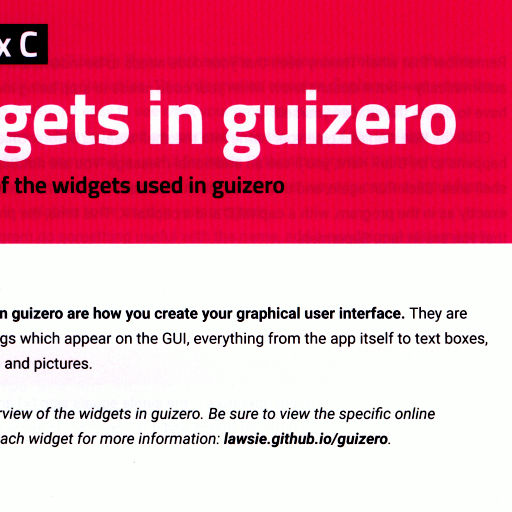 x C
gets in guizero
f the widgets used in guizero
n guizero are how you create your graphical user interface. They are
gs which appear on the GUI, everything from the app itself to text boxes,
and pictures.
rview of the widgets in guizero. Be sure to view the specific online
ach widget for more information: lawsie.github.io/guizero.